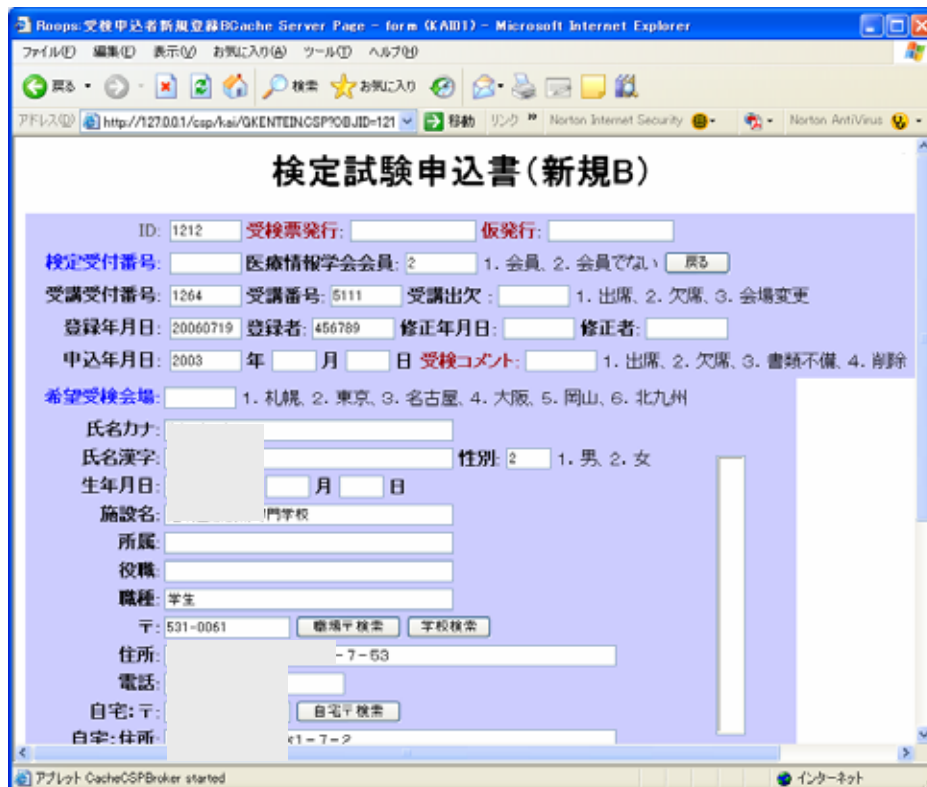 Roops:受検申込者新規登録BCache Server Page - form (KAI01) - Microsoft Internet Explorer
ファイル(F) 編集(E) 表示(V) お気に入り(A) ツール(T) ヘルプ(H)
戻る 検索 お気に入り
アドレス(D) http://127.0.0.1/csp/kai/GKENTEIN.CSP?OBJID=121 移動 リンク » Norton Internet Security Norton AntiVirus
検定試験申込書(新規B)
ID: 1212 受検票発行: 仮発行:
検定受付番号: 医療情報学会会員: 2 1. 会員、2. 会員でない 戻る
受講受付番号: 1264 受講番号: 5111 受講出欠 : 1. 出席、2. 欠席、3. 会場変更
登録年月日: 20060719 登録者: 456789 修正年月日: 修正者:
申込年月日: 2003 年 月 日 受検コメント: 1. 出席、2. 欠席、3. 書類不備、4. 削除
希望受検会場: 1. 札幌、2. 東京、3. 名古屋、4. 大阪、5. 岡山、6. 北九州
氏名カナ:
氏名漢字: 性別: 2 1. 男、2. 女
生年月日: 月 日
施設名: 門学校
所属:
役職:
職種: 学生
〒: 531-0061 職場〒検索 学校検索
住所: -7-53
電話:
自宅:〒: 自宅〒検索
自宅:住所: 1-7-2
アプレット CacheCSPBroker started インターネット